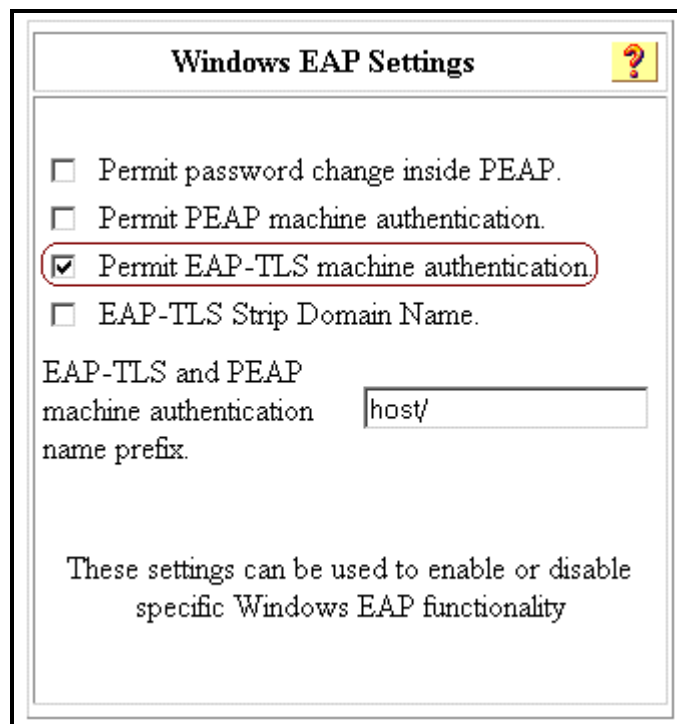 Windows EAP Settings ?
Permit password change inside PEAP.
Permit PEAP machine authentication.
Permit EAP-TLS machine authentication.
EAP-TLS Strip Domain Name.
EAP-TLS and PEAP
machine authentication
name prefix.
host/
These settings can be used to enable or disable
specific Windows EAP functionality